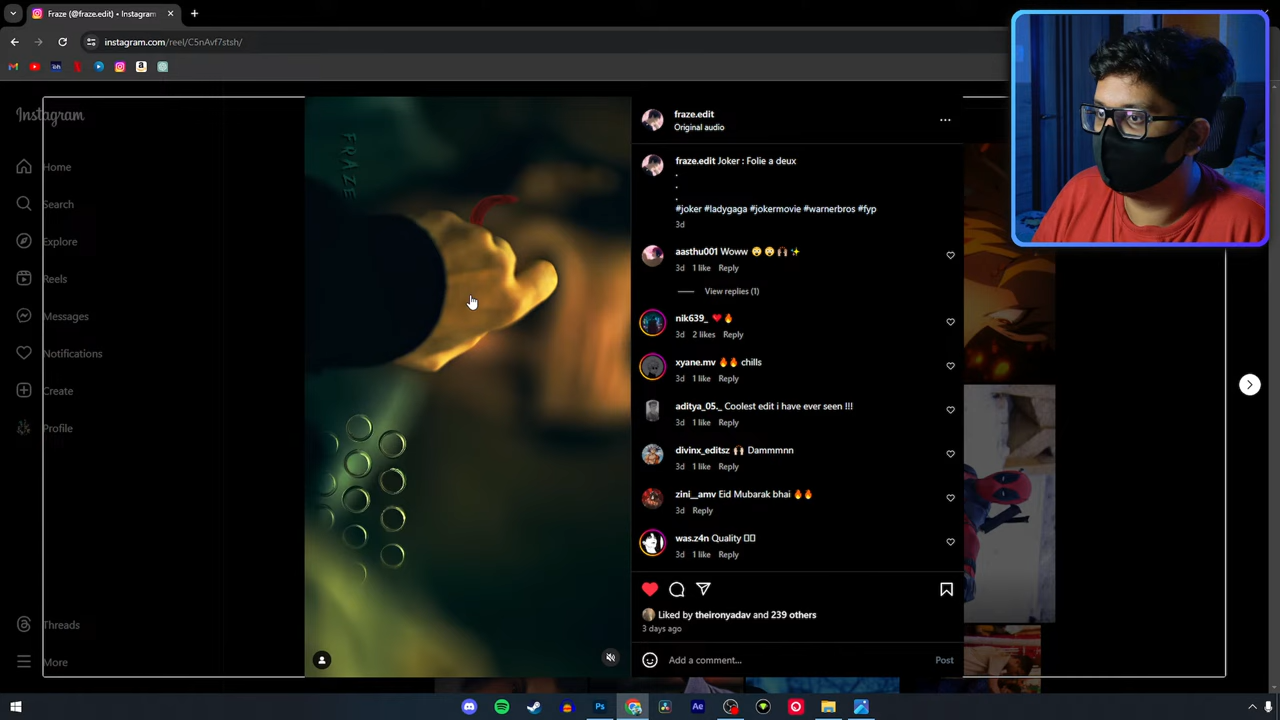 Fraze (@fraze.edit) • Instagram
instagram.com/reel/C5nAvf7stsh/
Instagram
Home
Search
Explore
Reels
Messages
Notifications
Create
Profile
Threads
More
FRAZE
fraze.edit
Original audio
fraze.edit Joker : Folie a deux
.
.
.
#joker #ladygaga #jokermovie #warnerbros #fyp
3d
aasthu001 Woww 😲😲🙌🏻✨
3d 1 like Reply
View replies (1)
nik639_ ❤️🔥
3d 2 likes Reply
xyane.mv 🔥🔥 chills
3d 1 like Reply
aditya_05._ Coolest edit i have ever seen !!!
3d 1 like Reply
divinx_editsz 🙌🏻 Dammmnn
3d 1 like Reply
zini__amv Eid Mubarak bhai 🔥🔥
3d Reply
was.z4n Quality ▯▯
3d 1 like Reply
Liked by theironyadav and 239 others
3 days ago
Add a comment...
Post
Ps
Ae